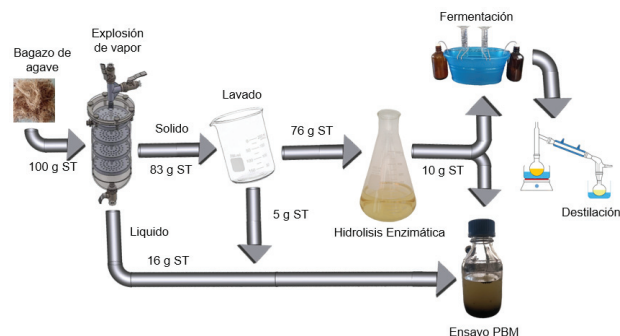 Fermentación
Explosión
de vapor
Bagazo de
agave
Lavado
Solido
76 g ST
100 g ST
83 g ST
10 g ST
5 g ST
Liquido
Hidrolisis Enzimática
Destilación
16 g ST
Ensayo PBM